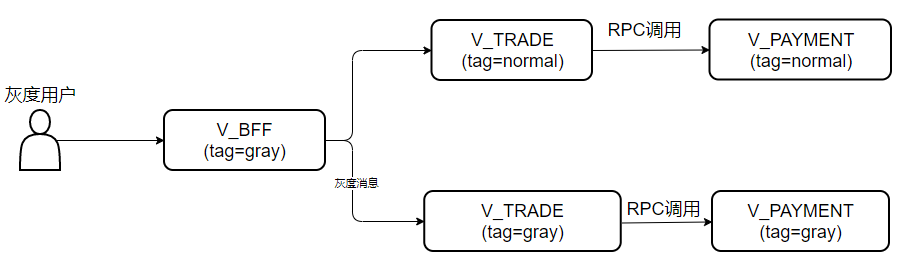 灰度用户
V_BFF
(tag=gray)
灰度消息
V_TRADE
(tag=normal)
RPC调用
V_PAYMENT
(tag=normal)
V_TRADE
(tag=gray)
RPC调用
V_PAYMENT
(tag=gray)